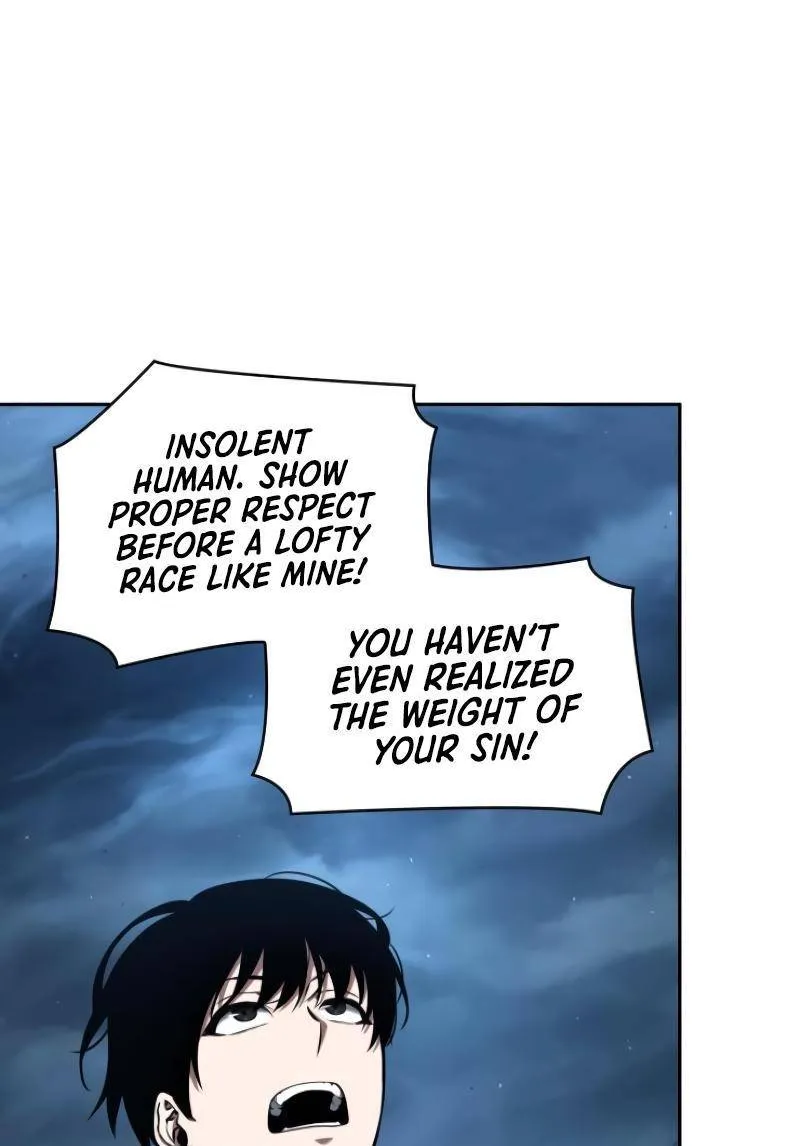 INSOLENT
HUMAN. SHOW
PROPER RESPECT
BEFORE A LOFTY
RACE LIKE MINE!
YOU HAVEN'T
EVEN REALIZED
THE WEIGHT OF
YOUR SIN!